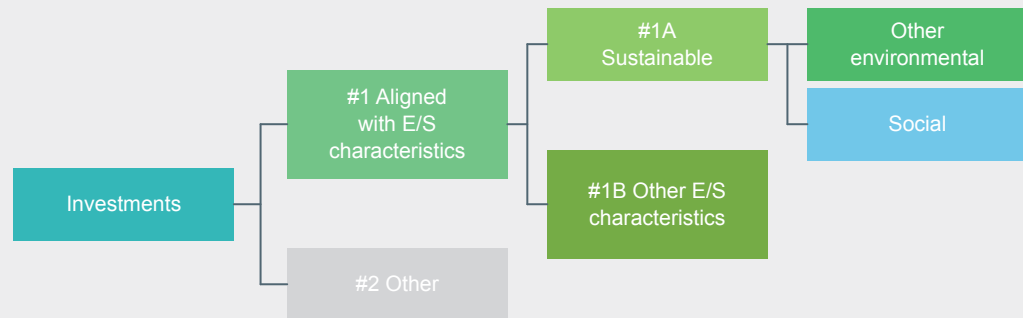 #1A
Sustainable
Other
environmental
#1 Aligned
with E/S
characteristics
Social
Investments
#1B Other E/S
characteristics
#2 Other